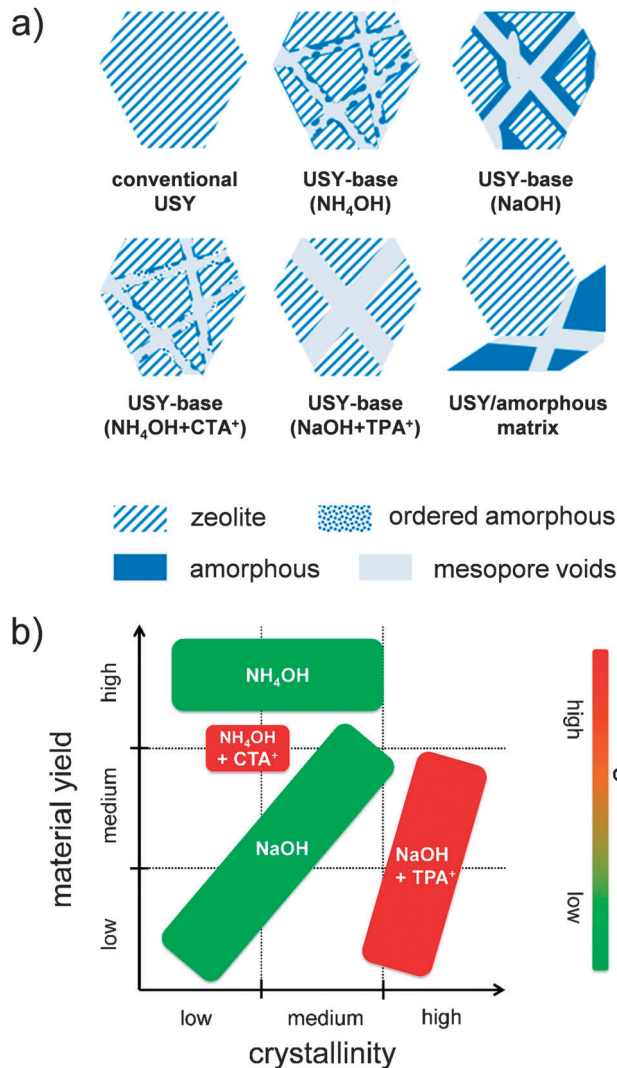 a)
conventional
USY
USY-base
(NH₄OH)
USY-base
(NaOH)
USY-base
(NH₄OH+CTA⁺)
USY-base
(NaOH+TPA⁺)
USY/amorphous
matrix
zeolite
ordered amorphous
amorphous
mesopore voids
b)
material yield
high
medium
low
NH₄OH
NH₄OH
+ CTA⁺
NaOH
NaOH
+ TPA⁺
low
medium
high
crystallinity
high
low